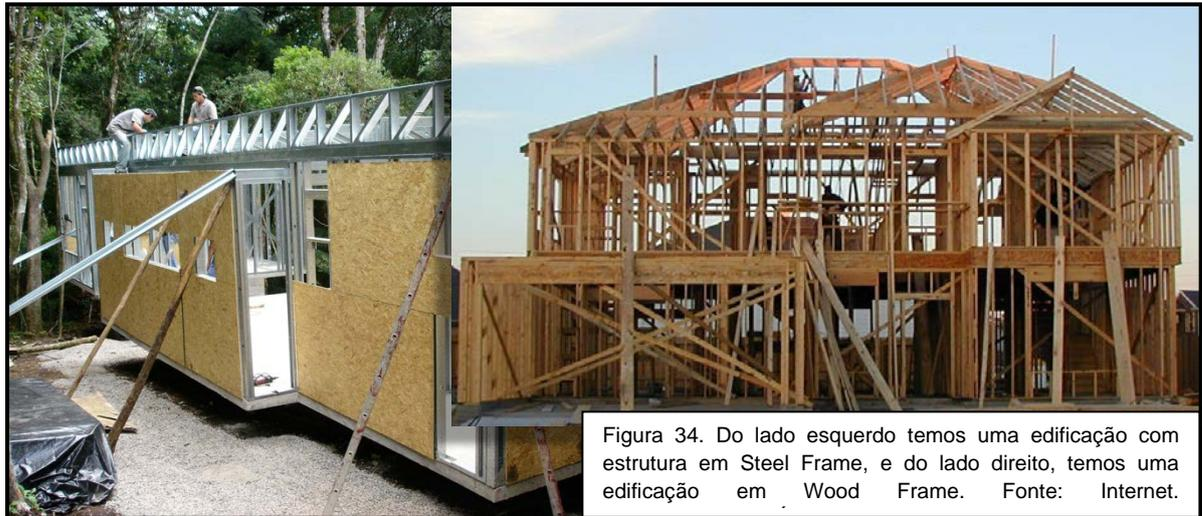 Figura 34. Do lado esquerdo temos uma edificação com
estrutura em Steel Frame, e do lado direito, temos uma
edificação em Wood Frame. Fonte: Internet.